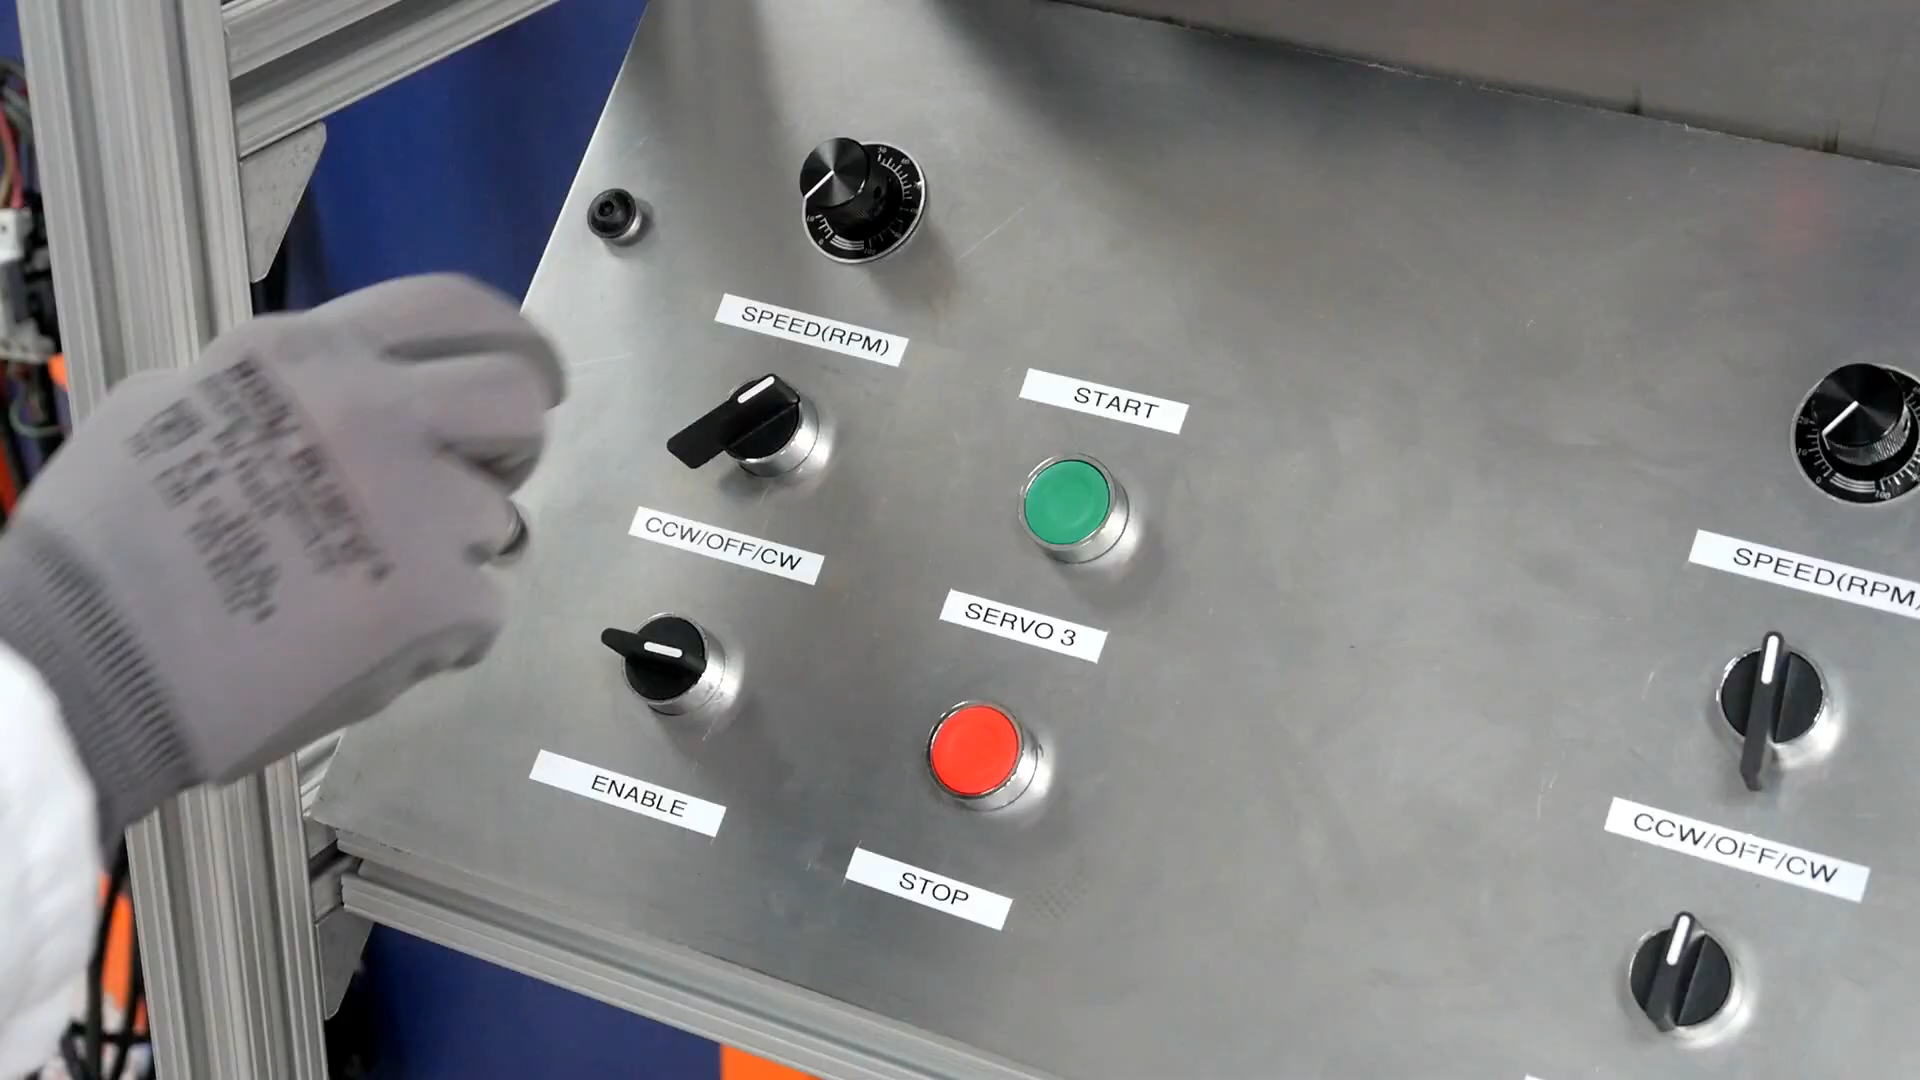 SPEED(RPM)
START
CCW/OFF/CW
SERVO 3
ENABLE
STOP
SPEED(RPM)
CCW/OFF/CW